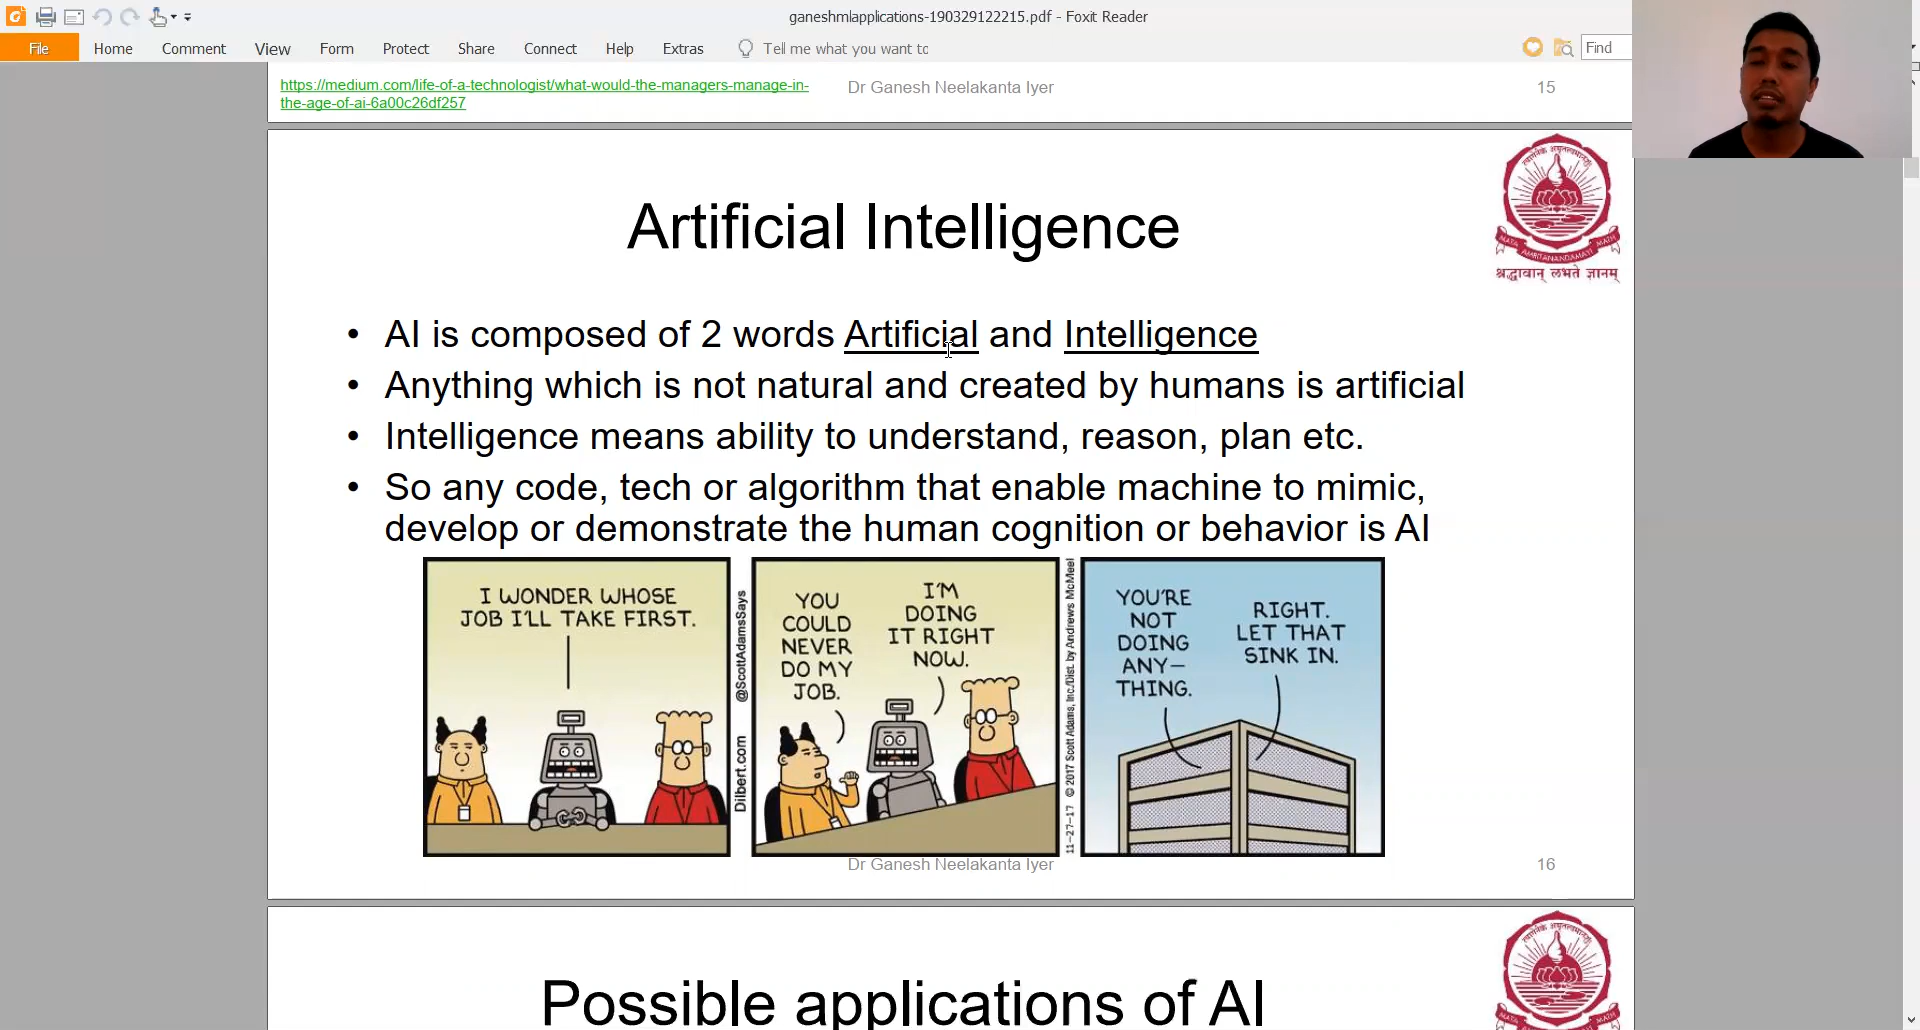 ganeshmlapplications-190329122215.pdf - Foxit Reader
File Home Comment View Form Protect Share Connect Help Extras Tell me what you want to Find
https://medium.com/life-of-a-technologist/what-would-the-managers-manage-in-
the-age-of-ai-6a00c26df257
Dr Ganesh Neelakanta Iyer
15
Artificial Intelligence
MATA AMRITANANDAMAYI MATH
श्रद्धावान् लभते ज्ञानम्
• AI is composed of 2 words Artificial and Intelligence
• Anything which is not natural and created by humans is artificial
• Intelligence means ability to understand, reason, plan etc.
• So any code, tech or algorithm that enable machine to mimic,
develop or demonstrate the human cognition or behavior is AI
I WONDER WHOSE
JOB I'LL TAKE FIRST.
Dilbert.com @ScottAdamsSays
YOU
COULD
NEVER
DO MY
JOB.
I'M
DOING
IT RIGHT
NOW.
11-27-17 © 2017 Scott Adams, Inc./Dist. by Andrews McMeel
YOU'RE
NOT
DOING
ANY-
THING.
RIGHT.
LET THAT
SINK IN.
Dr Ganesh Neelakanta Iyer
16
Possible applications of AI